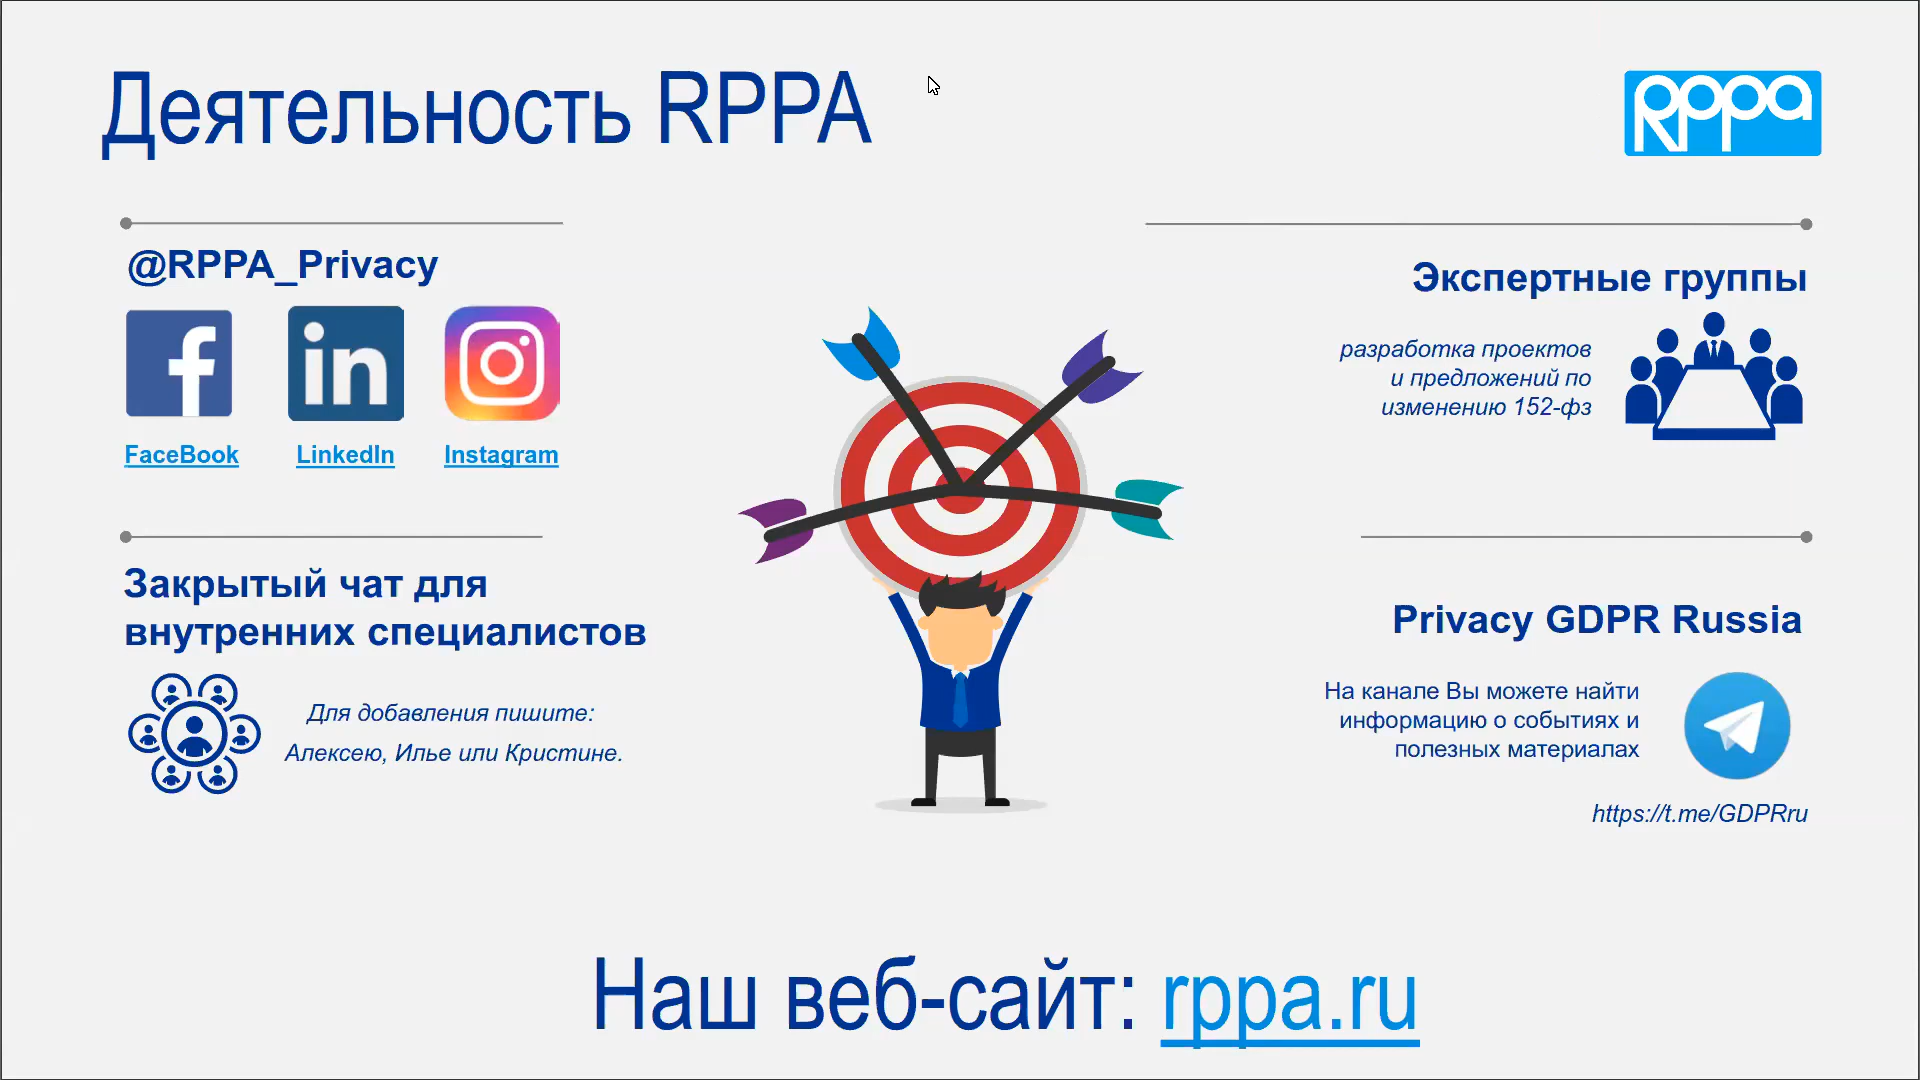 Деятельность RPPA
rppa
@RPPA_Privacy
FaceBook
LinkedIn
Instagram
Экспертные группы
разработка проектов
и предложений по
изменению 152-фз
Закрытый чат для
внутренних специалистов
Для добавления пишите:
Алексею, Илье или Кристине.
Privacy GDPR Russia
На канале Вы можете найти
информацию о событиях и
полезных материалах
https://t.me/GDPRru
Наш веб-сайт: rppa.ru